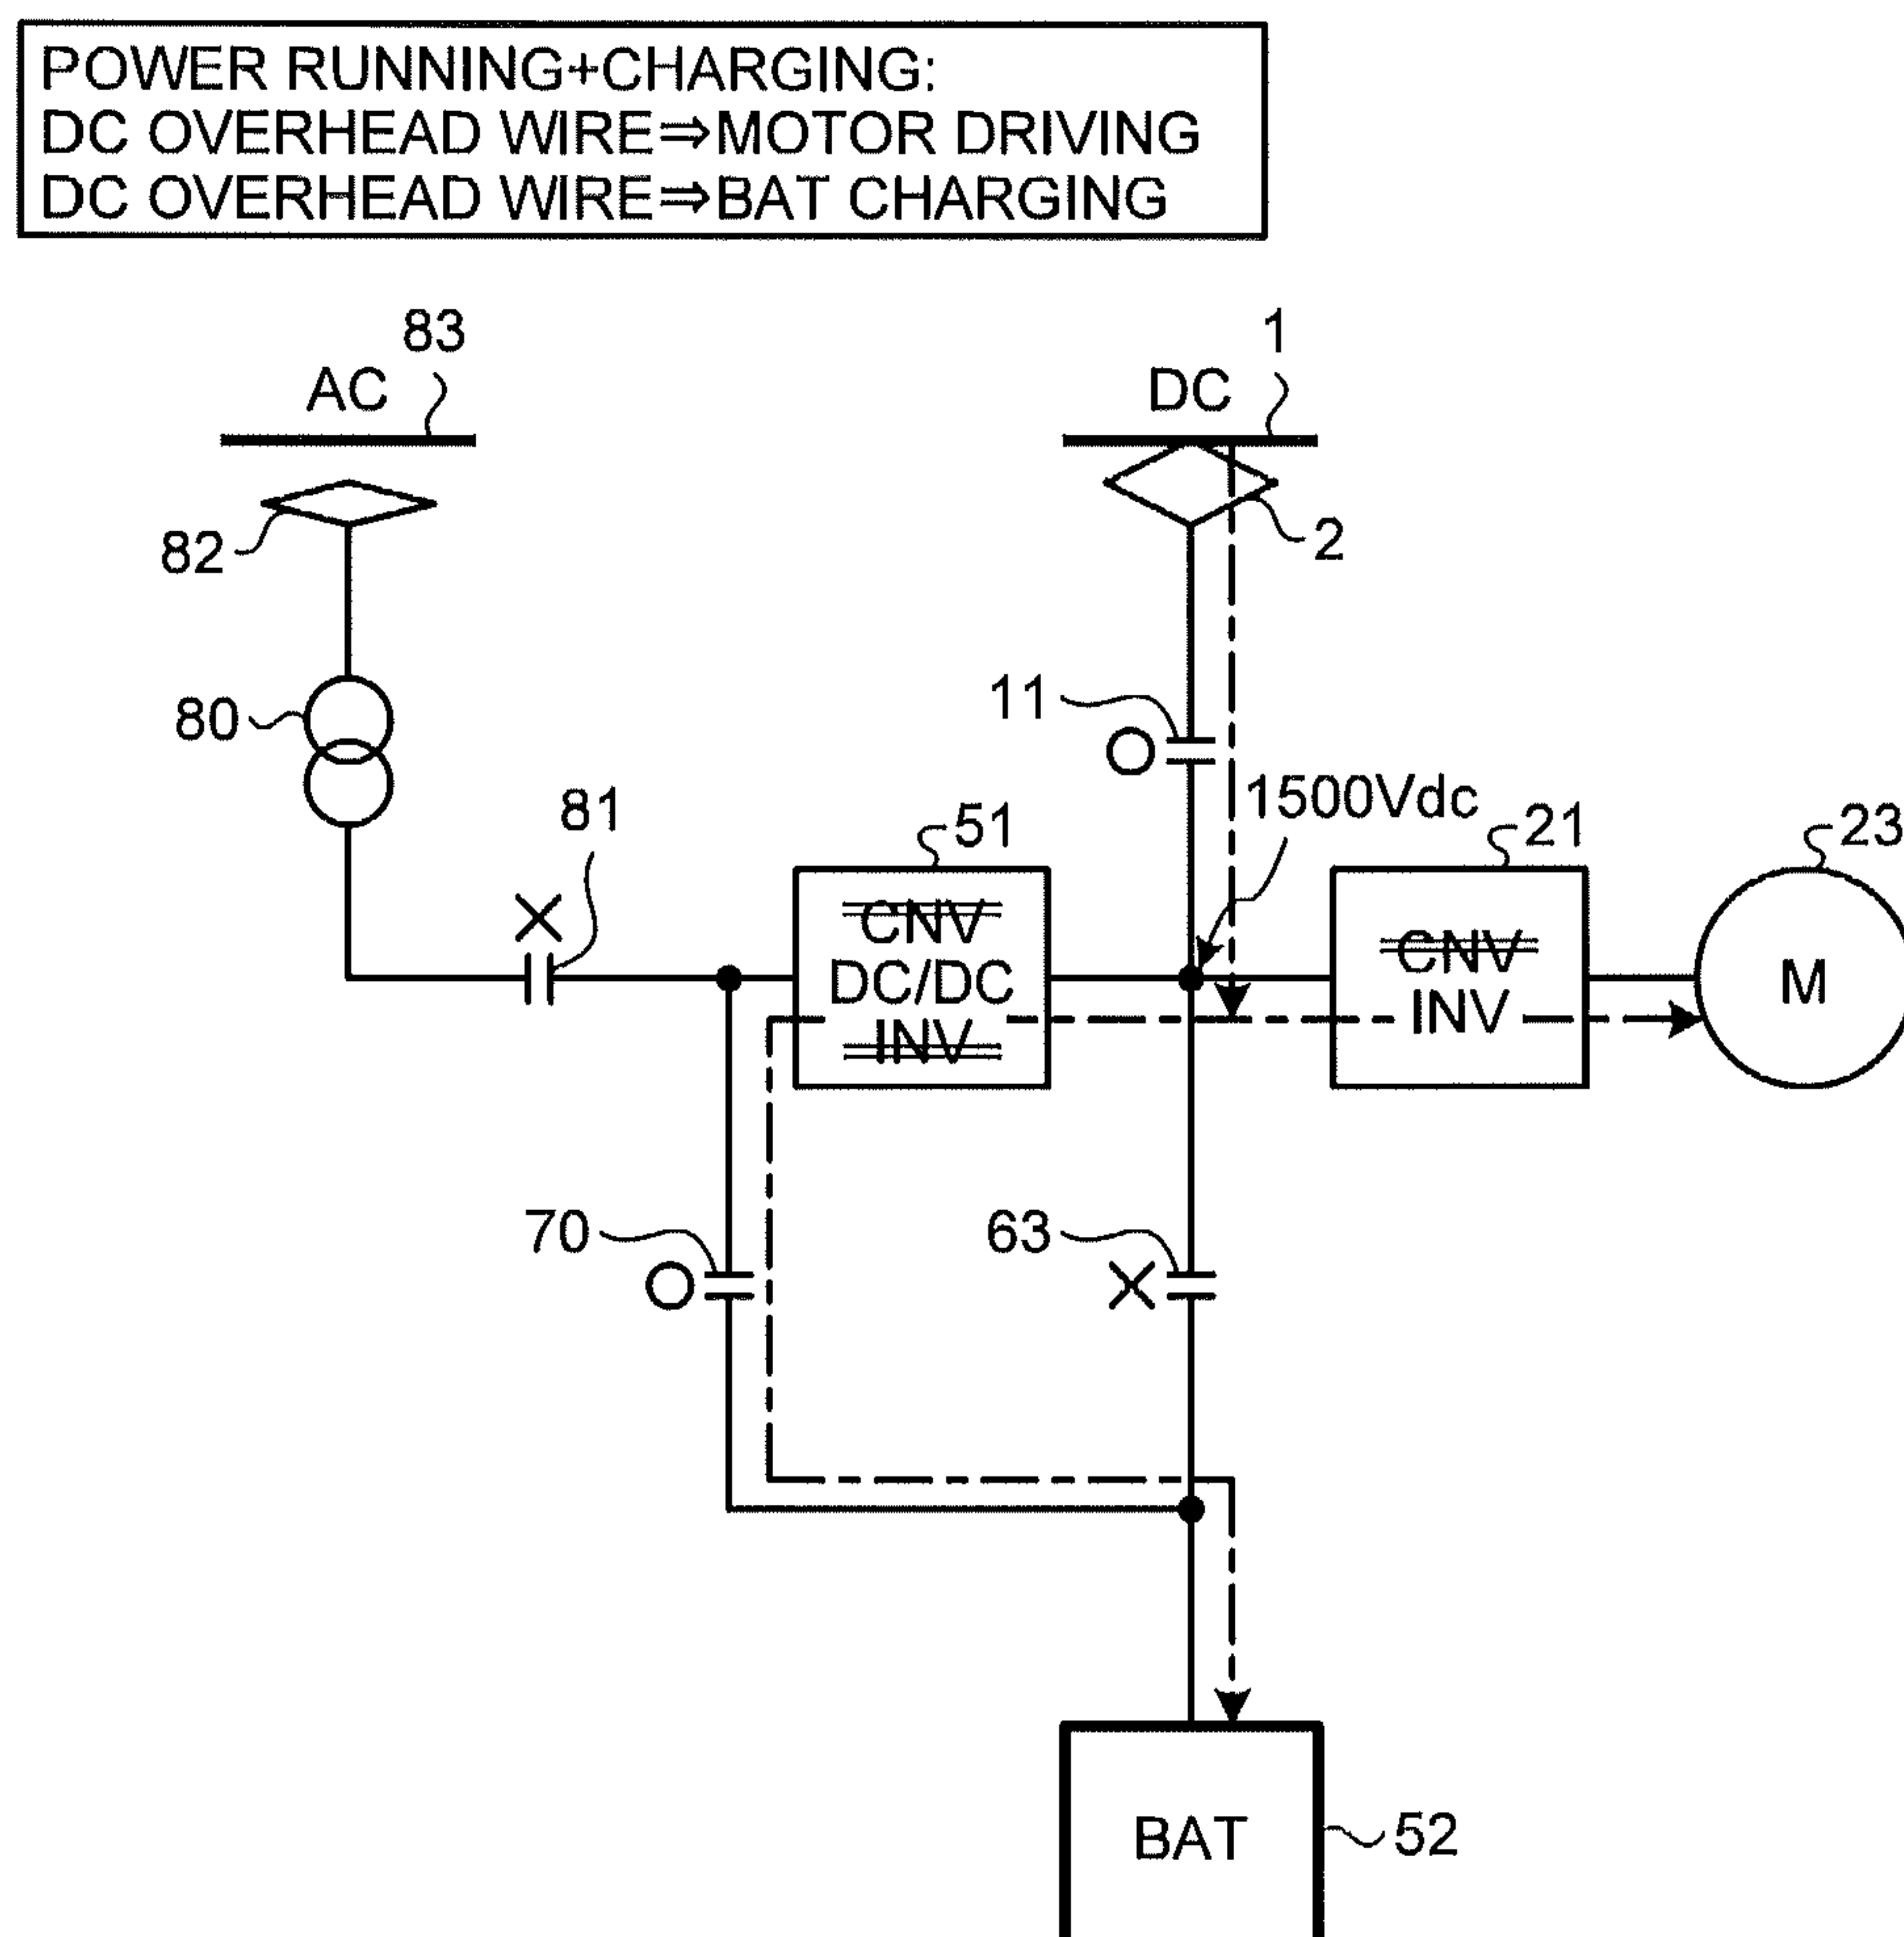 POWER RUNNING+CHARGING:
DC OVERHEAD WIRE⇒MOTOR DRIVING
DC OVERHEAD WIRE⇒BAT CHARGING
83
1
AC
DC
82
2
80
11
81
51
1500Vdc
21
23
CNV
DC/DC
INV
CNV
INV
M
70
63
BAT
52